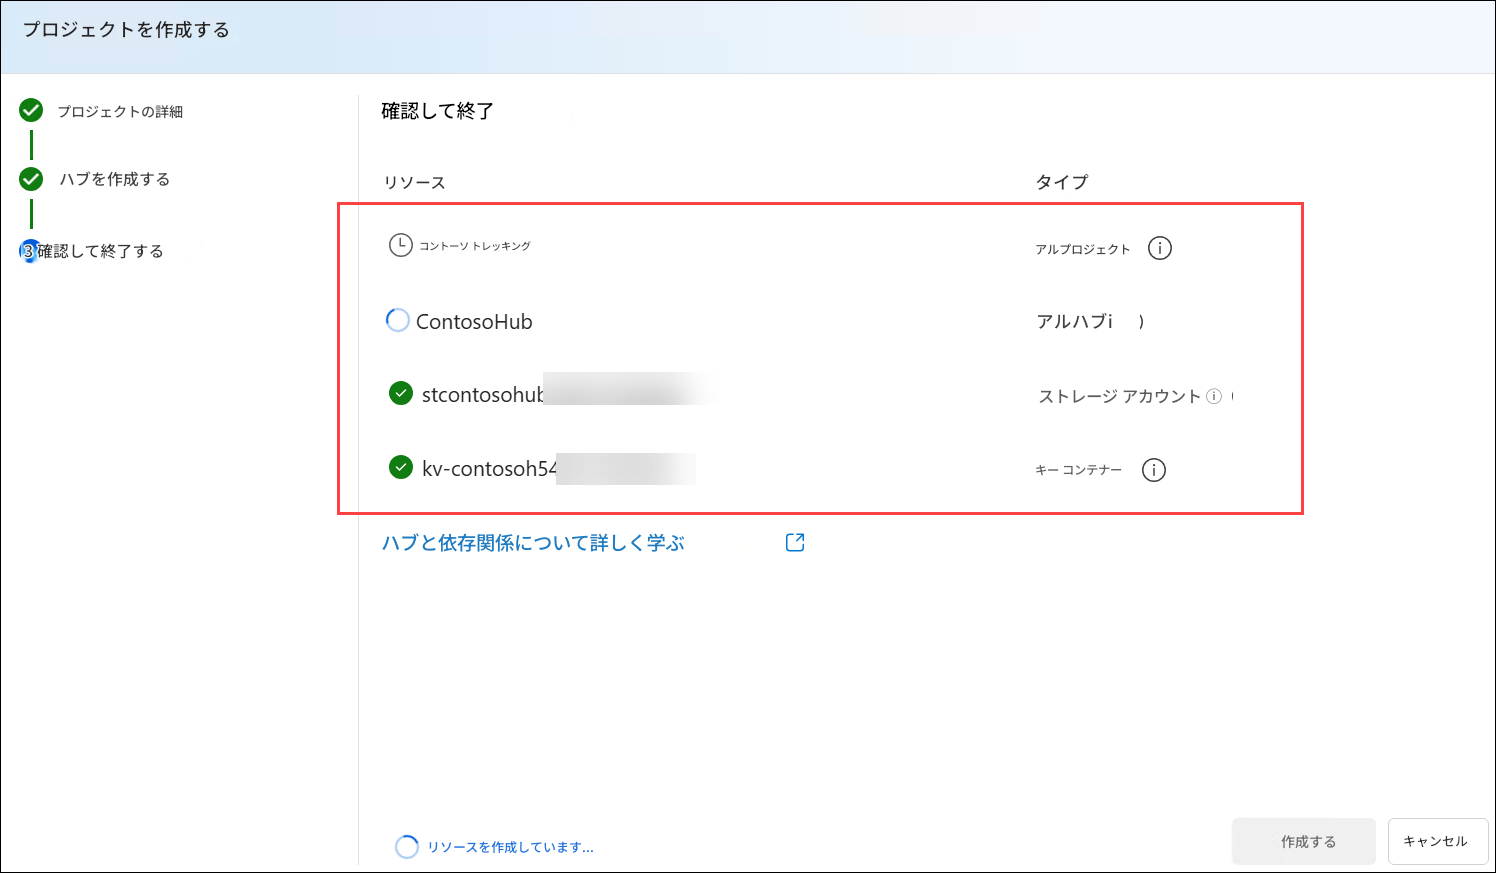 プロジェクトを作成する
プロジェクトの詳細
ハブを作成する
3確認して終了する
確認して終了
リソース タイプ
コントーソ トレッキング アルプロジェクト
ContosoHub アルハブi )
stcontosohub ストレージ アカウント
kv-contosoh54 キー コンテナー
ハブと依存関係について詳しく学ぶ
リソースを作成しています...
作成する
キャンセル